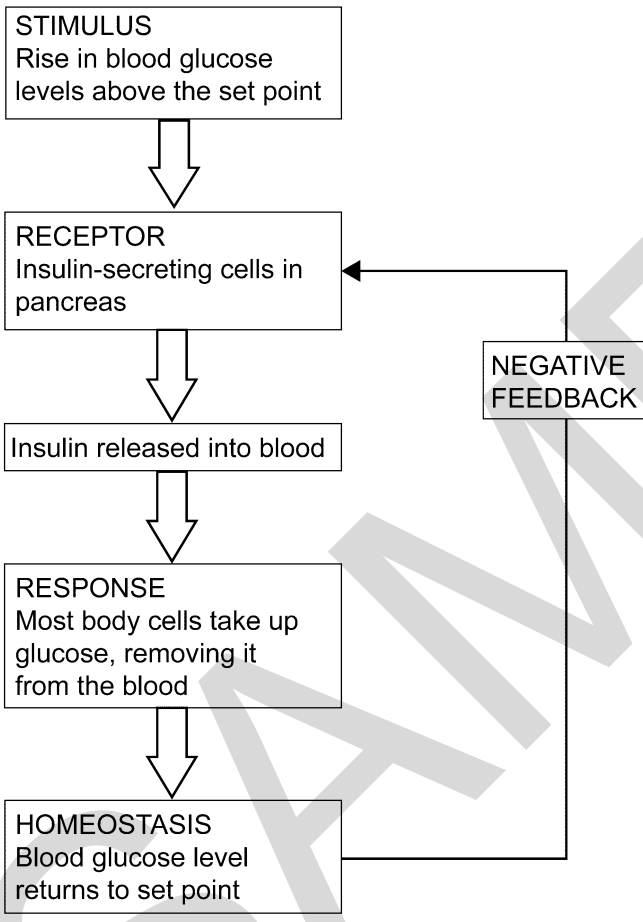 STIMULUS
Rise in blood glucose
levels above the set point
RECEPTOR
Insulin-secreting cells in
pancreas
NEGATIVE
FEEDBACK
Insulin released into blood
RESPONSE
Most body cells take up
glucose, removing it
from the blood
HOMEOSTASIS
Blood glucose level
returns to set point